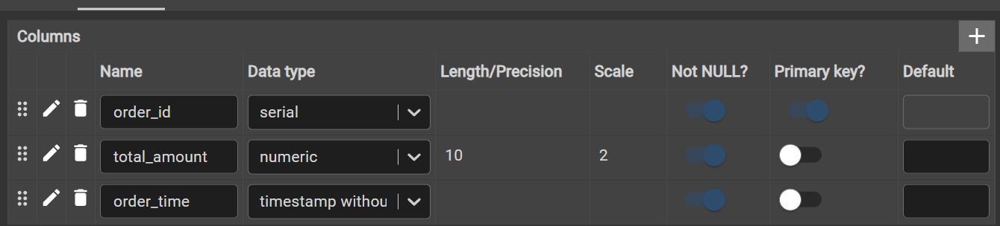 Columns
Name Data type Length/Precision Scale Not NULL? Primary key? Default
order_id serial
total_amount numeric 10 2
order_time timestamp withou